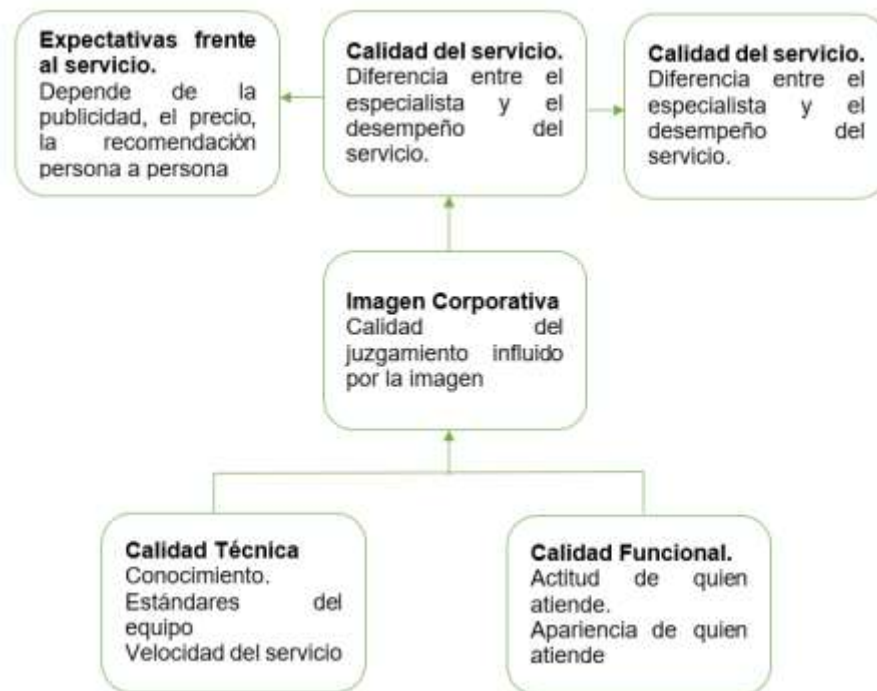 Expectativas frente
al servicio.
Depende de la
publicidad, el precio,
la recomendación
persona a persona
Calidad del servicio.
Diferencia entre el
especialista y el
desempeño del
servicio.
Calidad del servicio.
Diferencia entre el
especialista y el
desempeño del
servicio.
Imagen Corporativa
Calidad del
juzgamiento influido
por la imagen
Calidad Técnica
Conocimiento.
Estándares del
equipo
Velocidad del servicio
Calidad Funcional.
Actitud de quien
atiende.
Apariencia de quien
atiende